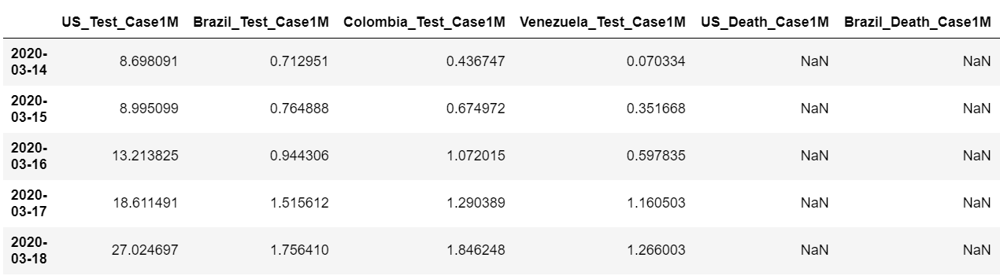 US_Test_Case1M Brazil_Test_Case1M Colombia_Test_Case1M Venezuela_Test_Case1M US_Death_Case1M Brazil_Death_Case1M
2020-03-14 8.698091 0.712951 0.436747 0.070334 NaN NaN
2020-03-15 8.995099 0.764888 0.674972 0.351668 NaN NaN
2020-03-16 13.213825 0.944306 1.072015 0.597835 NaN NaN
2020-03-17 18.611491 1.515612 1.290389 1.160503 NaN NaN
2020-03-18 27.024697 1.756410 1.846248 1.266003 NaN NaN